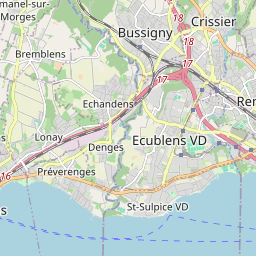 manel-sur-
Morges
Crissier
Bussigny
18
18
Bremblens
17
17
Echandens
Ren
Lonay
Ecublens VD
Denges
16
Préverenges
St-Sulpice VD
s